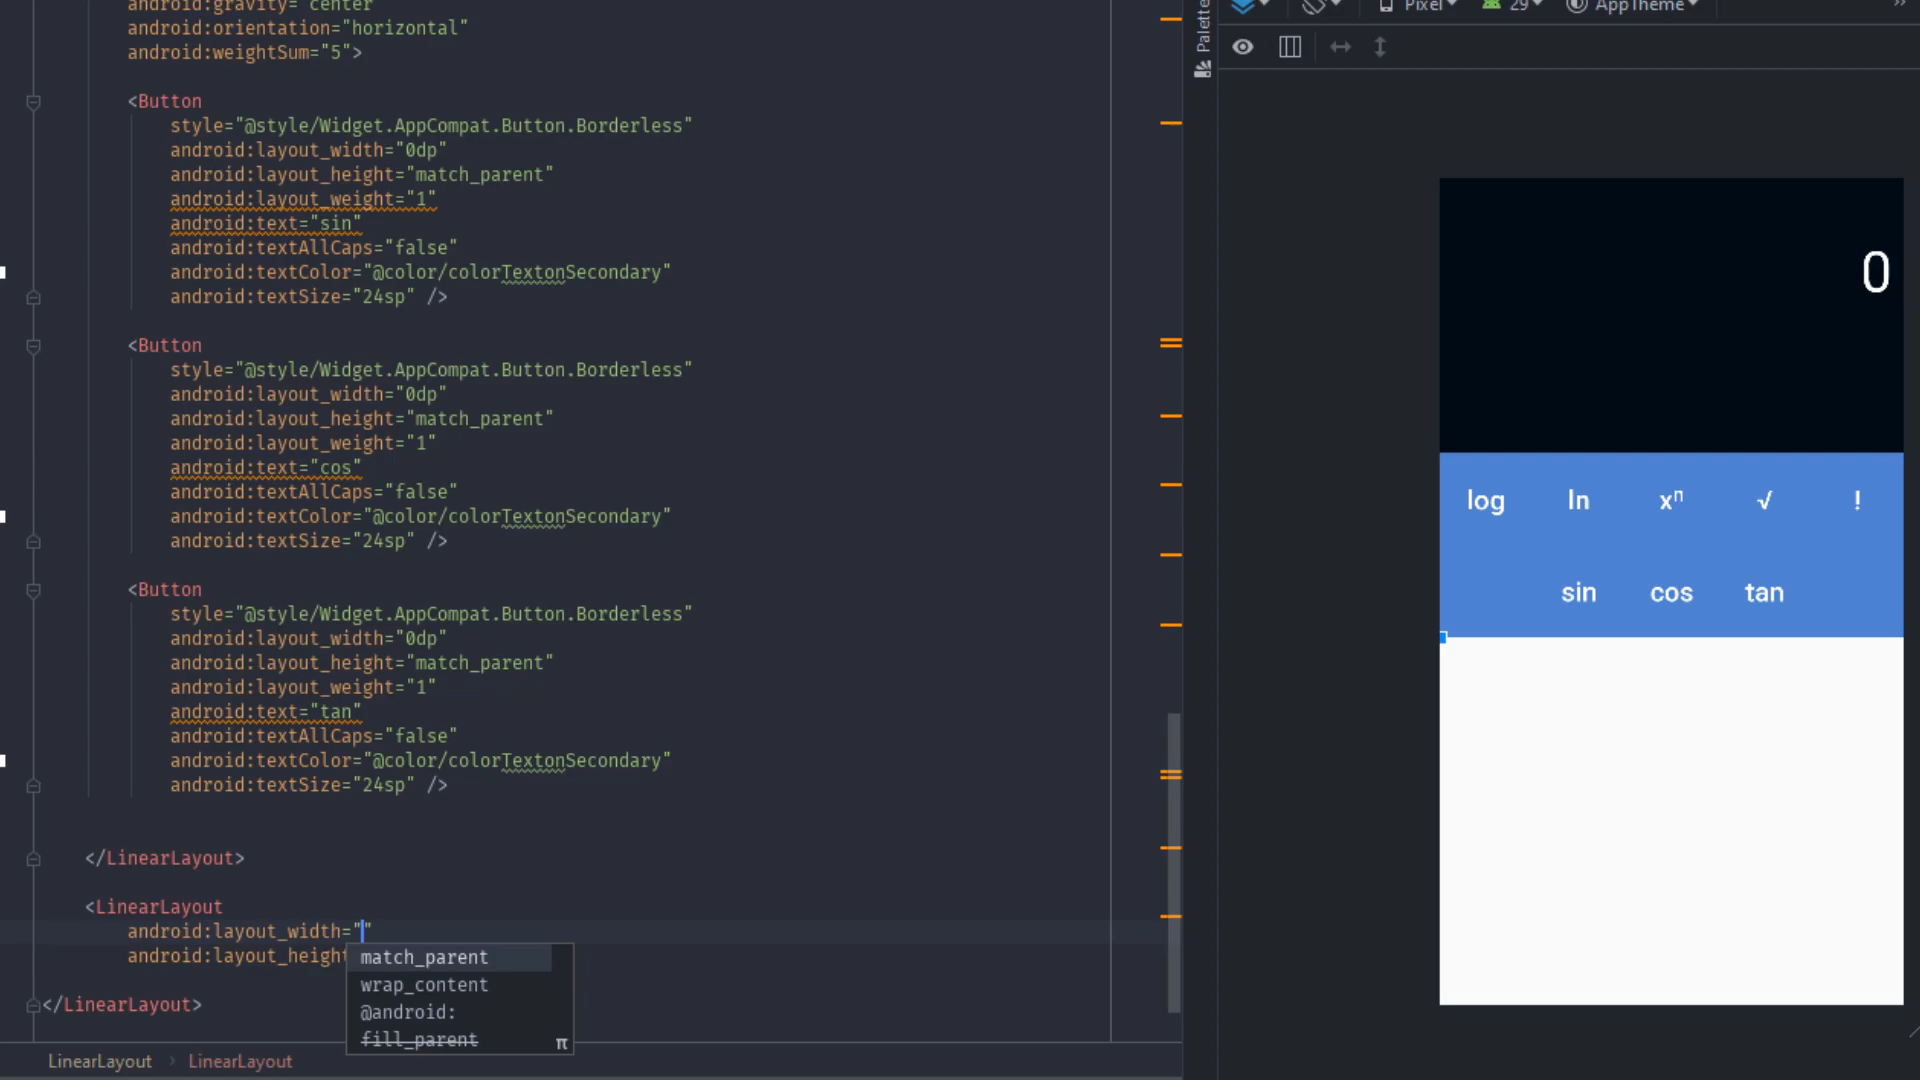 android:gravity="center"
android:orientation="horizontal"
android:weightSum="5">
<Button
style="@style/Widget.AppCompat.Button.Borderless"
android:layout_width="0dp"
android:layout_height="match_parent"
android:layout_weight="1"
android:text="sin"
android:textAllCaps="false"
android:textColor="@color/colorTextonSecondary"
android:textSize="24sp" />
<Button
style="@style/Widget.AppCompat.Button.Borderless"
android:layout_width="0dp"
android:layout_height="match_parent"
android:layout_weight="1"
android:text="cos"
android:textAllCaps="false"
android:textColor="@color/colorTextonSecondary"
android:textSize="24sp" />
<Button
style="@style/Widget.AppCompat.Button.Borderless"
android:layout_width="0dp"
android:layout_height="match_parent"
android:layout_weight="1"
android:text="tan"
android:textAllCaps="false"
android:textColor="@color/colorTextonSecondary"
android:textSize="24sp" />
</LinearLayout>
<LinearLayout
android:layout_width=""
android:layout_height
match_parent
wrap_content
@android:
fill_parent π
</LinearLayout>
LinearLayout › LinearLayout
Palette
Pixel 29 AppTheme »
0
log ln xⁿ √ !
sin cos tan